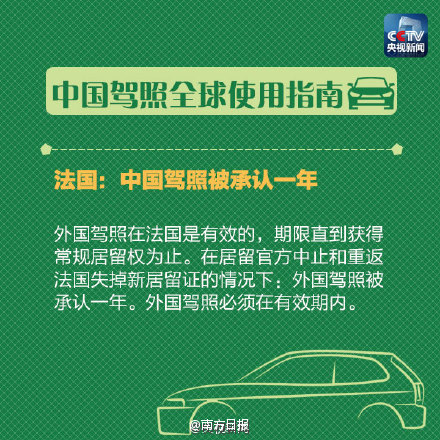 CCTV
央视新闻
中国驾照全球使用指南
法国：中国驾照被承认一年
外国驾照在法国是有效的，期限直到获得
常规居留权为止。在居留官方中止和重返
法国失掉新居留证的情况下：外国驾照被
承认一年。外国驾照必须在有效期内。
@南方日报